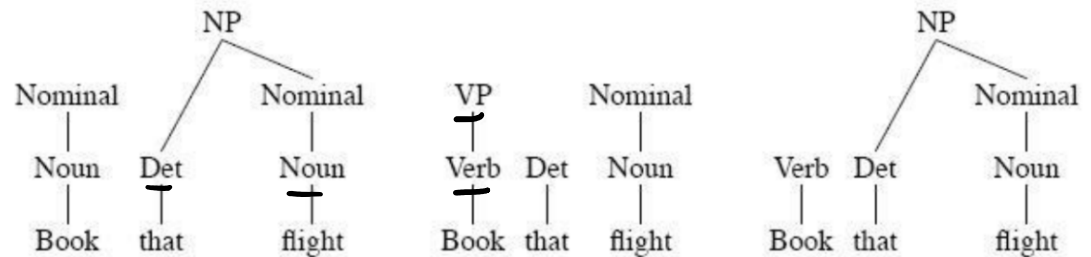 NP NP
Nominal Nominal VP Nominal Nominal
Noun Det Noun Verb Det Noun Verb Det Noun
Book that flight Book that flight Book that flight